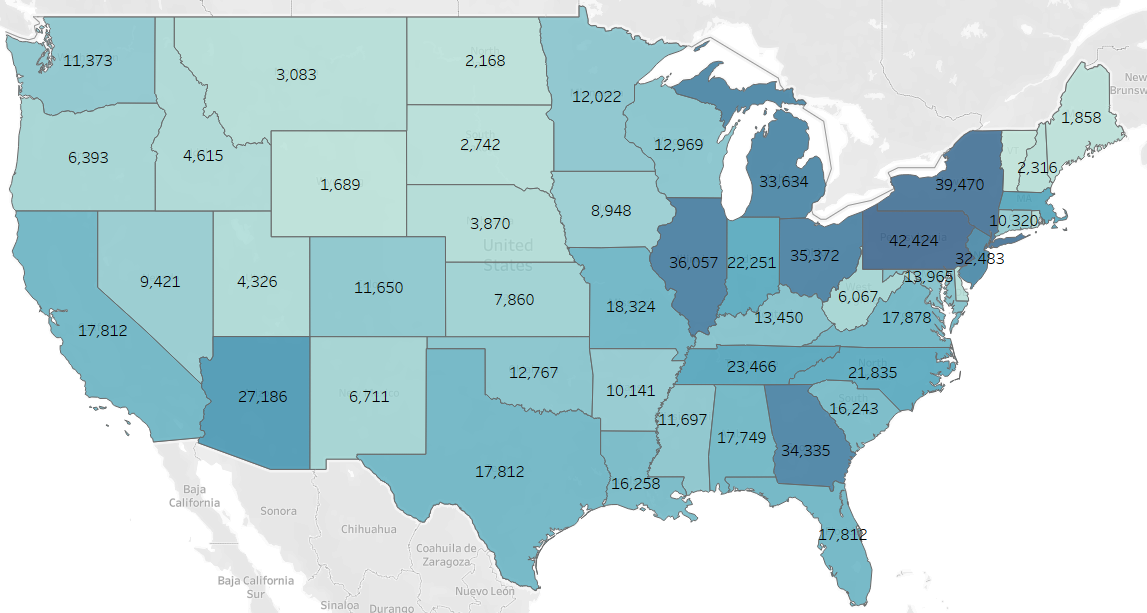 11,373
3,083
2,168
12,022
New
Brunsw
1,858
6,393
4,615
2,742
12,969
2,316
1,689
33,634
39,470
3,870
8,948
10,320
United
States
42,424
9,421
4,326
11,650
36,057
22,251
35,372
32,483
7,860
13,965
6,067
17,812
18,324
13,450
17,878
27,186
6,711
12,767
23,466
21,835
10,141
16,243
11,697
17,749
34,335
17,812
16,258
Baja
California
Sonora
17,812
Chihuahua
Coahuila de
Zaragoza
Baja California
Sur
Nuevo León
Sinaloa
Durango